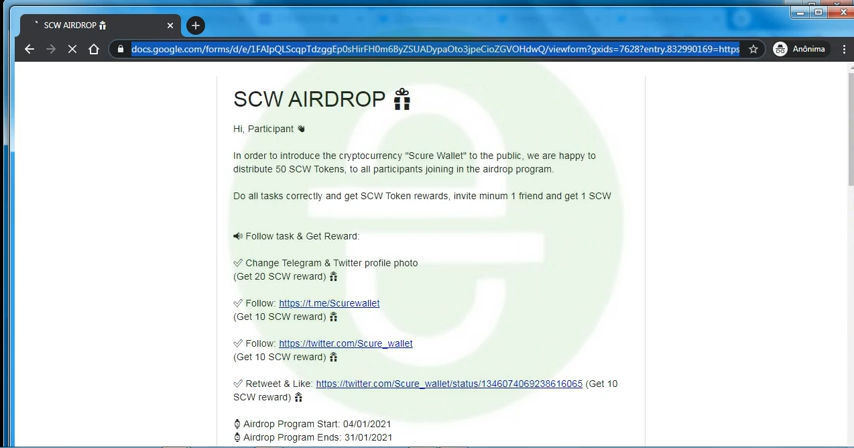 SCW AIRDROP
docs.google.com/forms/d/e/1FAIpQLScqpTdzggEp0sHirFH0m6ByZSUADypaOto3jpeCioZGVOHdwQ/viewform?gxids=7628?entry.832990169=https
Anônima
SCW AIRDROP
Hi, Participant
In order to introduce the cryptocurrency "Scure Wallet" to the public, we are happy to
distribute 50 SCW Tokens, to all participants joining in the airdrop program.
Do all tasks correctly and get SCW Token rewards, invite minum 1 friend and get 1 SCW
Follow task & Get Reward:
Change Telegram & Twitter profile photo
(Get 20 SCW reward)
Follow: https://t.me/Scurewallet
(Get 10 SCW reward)
Follow: https://twitter.com/Scure_wallet
(Get 10 SCW reward)
Retweet & Like: https://twitter.com/Scure_wallet/status/1346074069238616065 (Get 10
SCW reward)
Airdrop Program Start: 04/01/2021
Airdrop Program Ends: 31/01/2021